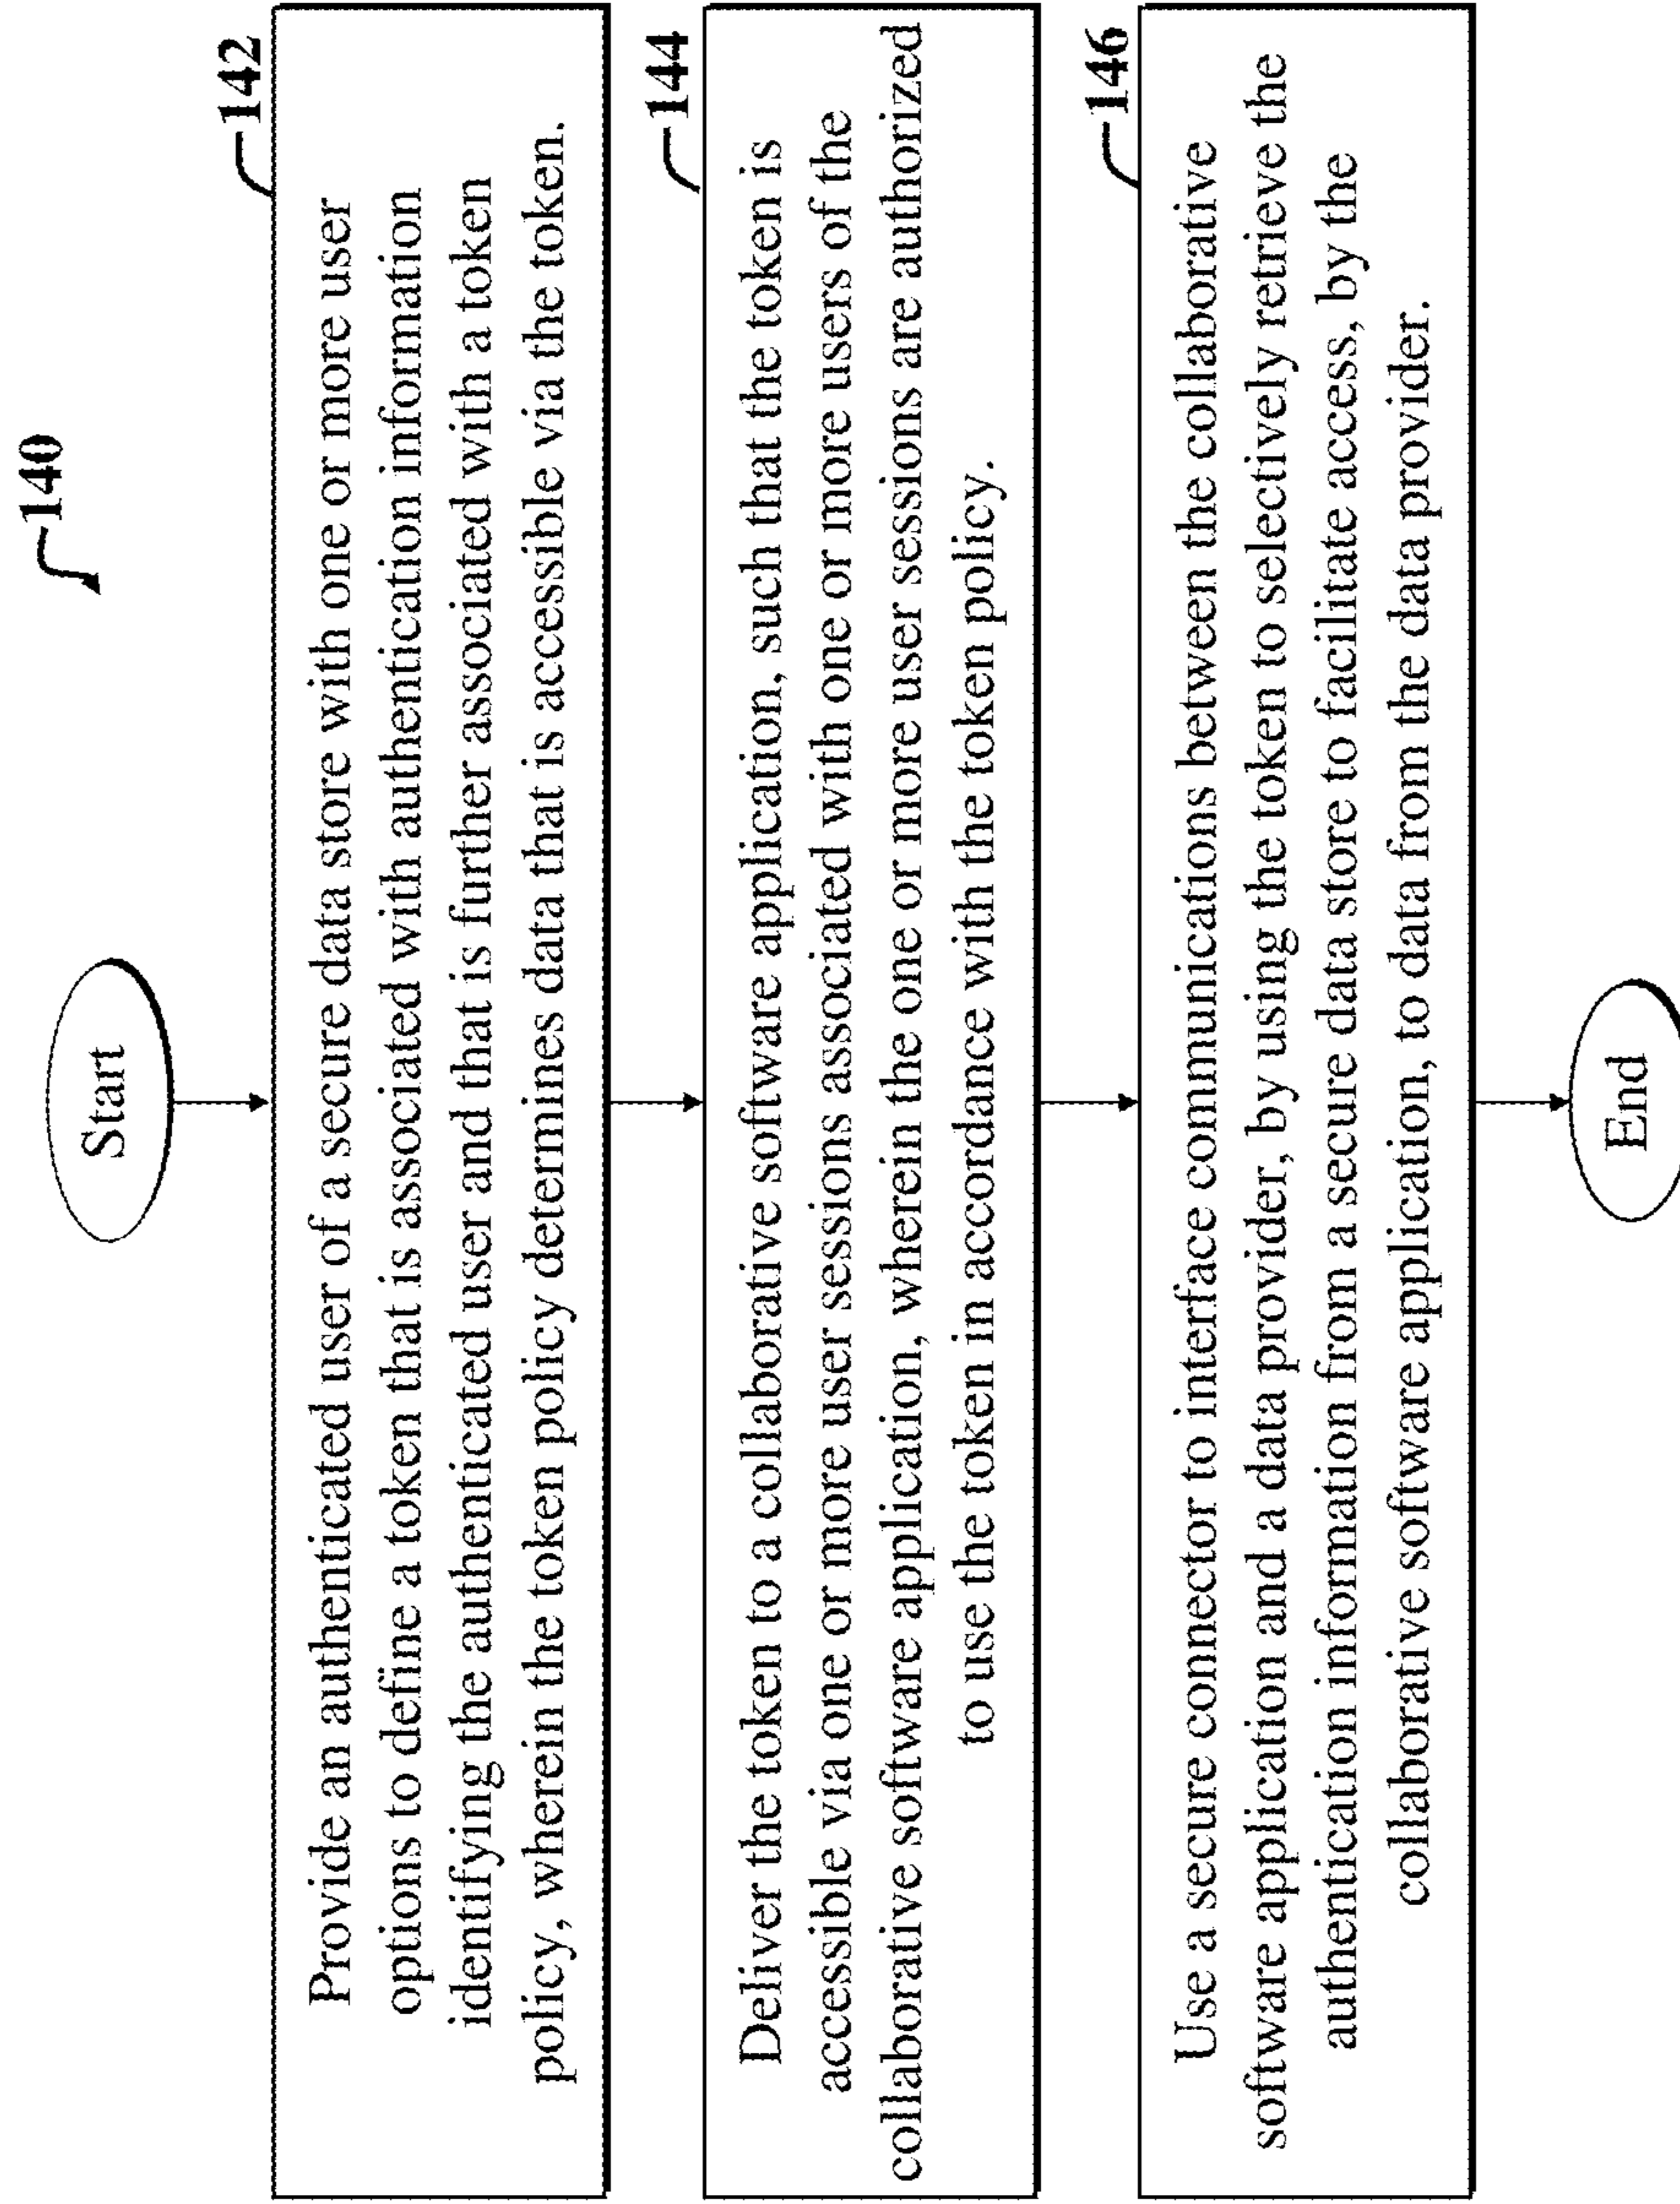 140
Start
142
Provide an authenticated user of a secure data store with one or more user
options to define a token that is associated with authentication information
identifying the authenticated user and that is further associated with a token
policy, wherein the token policy determines data that is accessible via the token.
144
Deliver the token to a collaborative software application, such that the token is
accessible via one or more user sessions associated with one or more users of the
collaborative software application, wherein the one or more user sessions are authorized
to use the token in accordance with the token policy.
146
Use a secure connector to interface communications between the collaborative
software application and a data provider, by using the token to selectively retrieve the
authentication information from a secure data store to facilitate access, by the
collaborative software application, to data from the data provider.
End